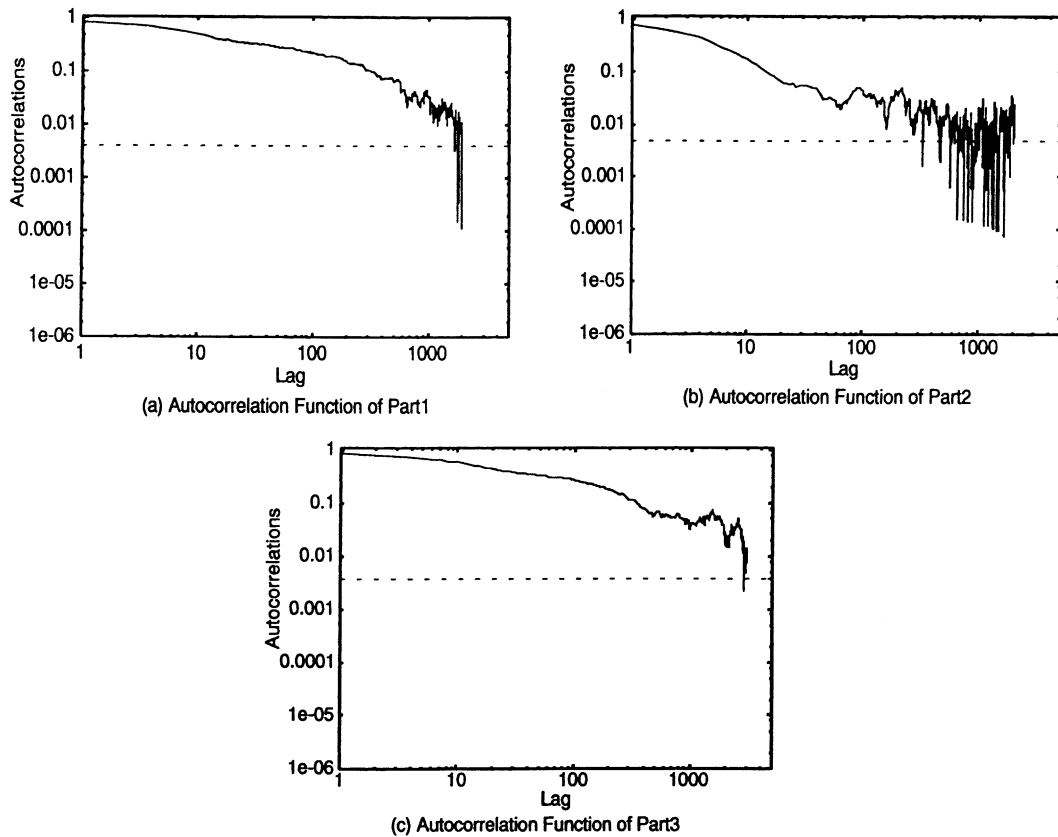 Autocorrelations
1
0.1
0.01
0.001
0.0001
1e-05
1e-06
1
10
100
1000
Lag
(a) Autocorrelation Function of Part1
Autocorrelations
1
0.1
0.01
0.001
0.0001
1e-05
1e-06
1
10
100
1000
Lag
(b) Autocorrelation Function of Part2
Autocorrelations
1
0.1
0.01
0.001
0.0001
1e-05
1e-06
1
10
100
1000
Lag
(c) Autocorrelation Function of Part3